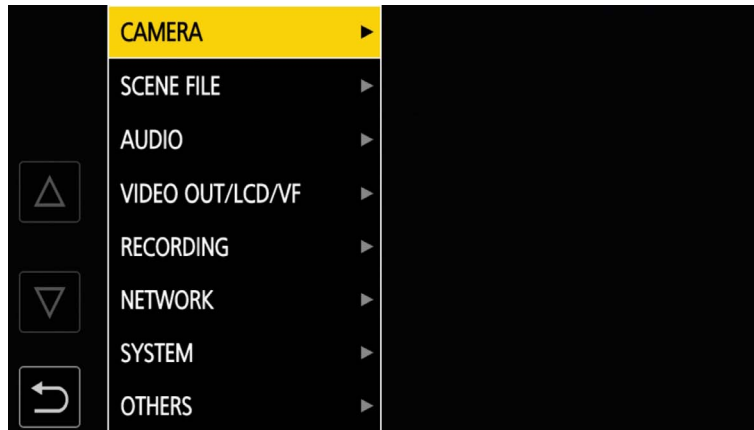 CAMERA
SCENE FILE
AUDIO
VIDEO OUT/LCD/VF
RECORDING
NETWORK
SYSTEM
OTHERS